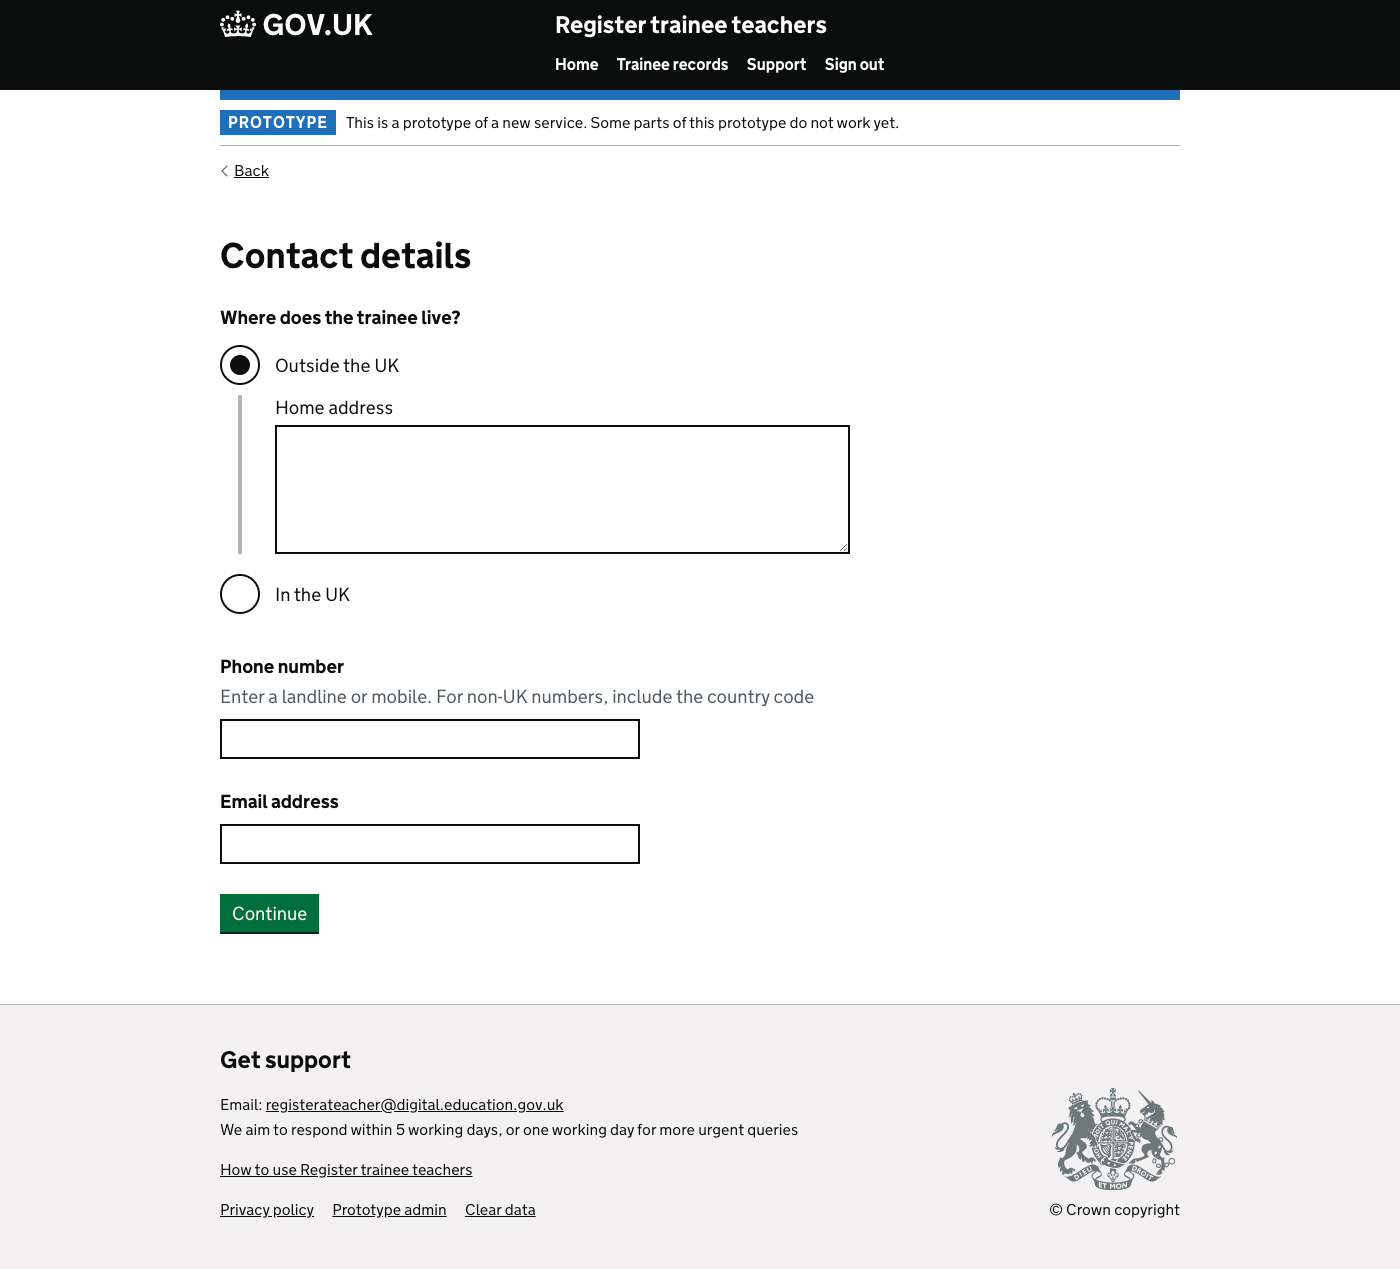 GOV.UK
Register trainee teachers
Home Trainee records Support Sign out
PROTOTYPE This is a prototype of a new service. Some parts of this prototype do not work yet.
Back
Contact details
Where does the trainee live?
Outside the UK
Home address
In the UK
Phone number
Enter a landline or mobile. For non-UK numbers, include the country code
Email address
Continue
Get support
Email: registerateacher@digital.education.gov.uk
We aim to respond within 5 working days, or one working day for more urgent queries
How to use Register trainee teachers
Privacy policy Prototype admin Clear data
DIEU ET MON DROIT
© Crown copyright